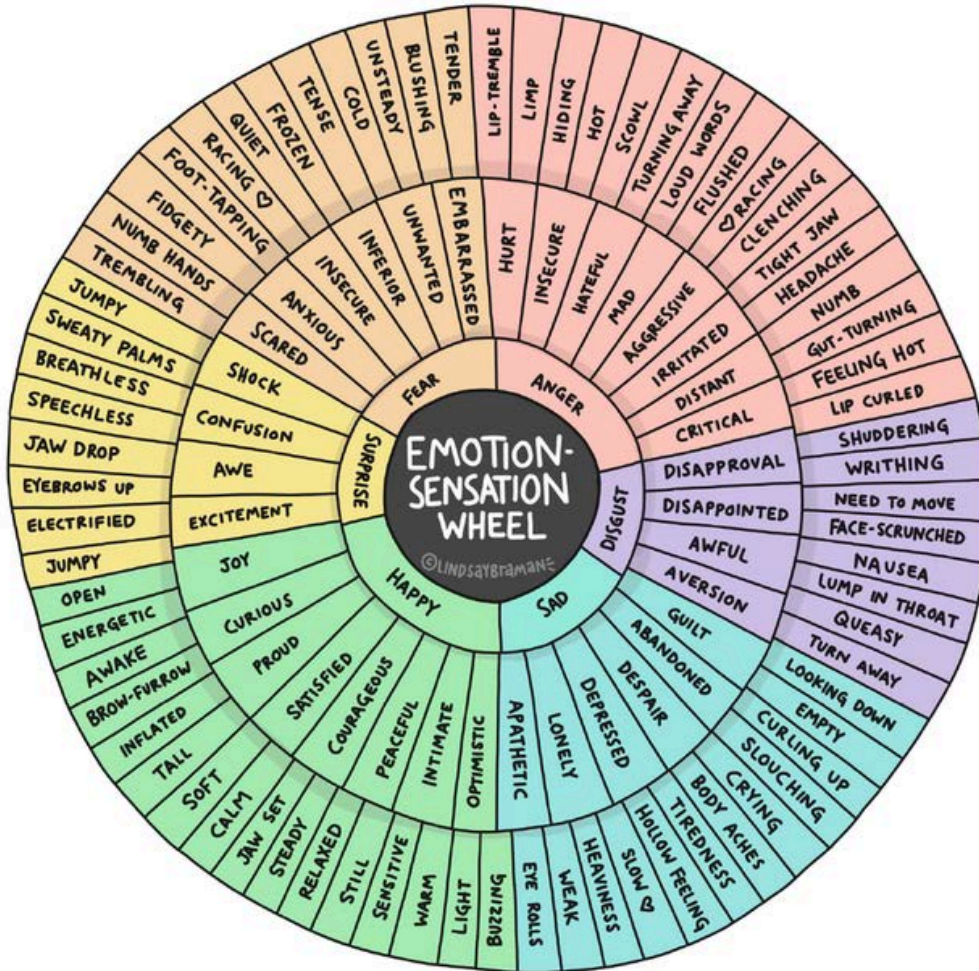 EMOTION-
SENSATION
WHEEL
©LINDSAYBRAMAN
ANGER
HURT
INSECURE
HATEFUL
MAD
AGGRESSIVE
IRRITATED
DISTANT
CRITICAL
LIP-TREMBLE
LIMP
HIDING
HOT
SCOWL
TURNING AWAY
LOUD WORDS
FLUSHED
♡ RACING
CLENCHING
TIGHT JAW
HEADACHE
NUMB
GUT-TURNING
FEELING HOT
LIP CURLED
DISGUST
DISAPPROVAL
DISAPPOINTED
AWFUL
AVERSION
SHUDDERING
WRITHING
NEED TO MOVE
FACE-SCRUNCHED
NAUSEA
LUMP IN THROAT
QUEASY
TURN AWAY
SAD
GUILT
ABANDONED
DESPAIR
DEPRESSED
LONELY
APATHETIC
LOOKING DOWN
EMPTY
CURLING UP
SLOUCHING
CRYING
BODY ACHES
TIREDNESS
HOLLOW FEELING
SLOW ♡
HEAVINESS
WEAK
EYE ROLLS
HAPPY
OPTIMISTIC
INTIMATE
PEACEFUL
COURAGEOUS
SATISFIED
PROUD
CURIOUS
JOY
BUZZING
LIGHT
WARM
SENSITIVE
STILL
RELAXED
STEADY
JAW SET
CALM
SOFT
TALL
INFLATED
BROW-FURROW
AWAKE
ENERGETIC
OPEN
SURPRISE
EXCITEMENT
AWE
CONFUSION
SHOCK
JUMPY
ELECTRIFIED
EYEBROWS UP
JAW DROP
SPEECHLESS
BREATHLESS
SWEATY PALMS
JUMPY
FEAR
SCARED
ANXIOUS
INSECURE
INFERIOR
UNWANTED
EMBARRASSED
TREMBLING
NUMB HANDS
FIDGETY
FOOT-TAPPING
RACING ♡
QUIET
FROZEN
TENSE
COLD
UNSTEADY
BLUSHING
TENDER